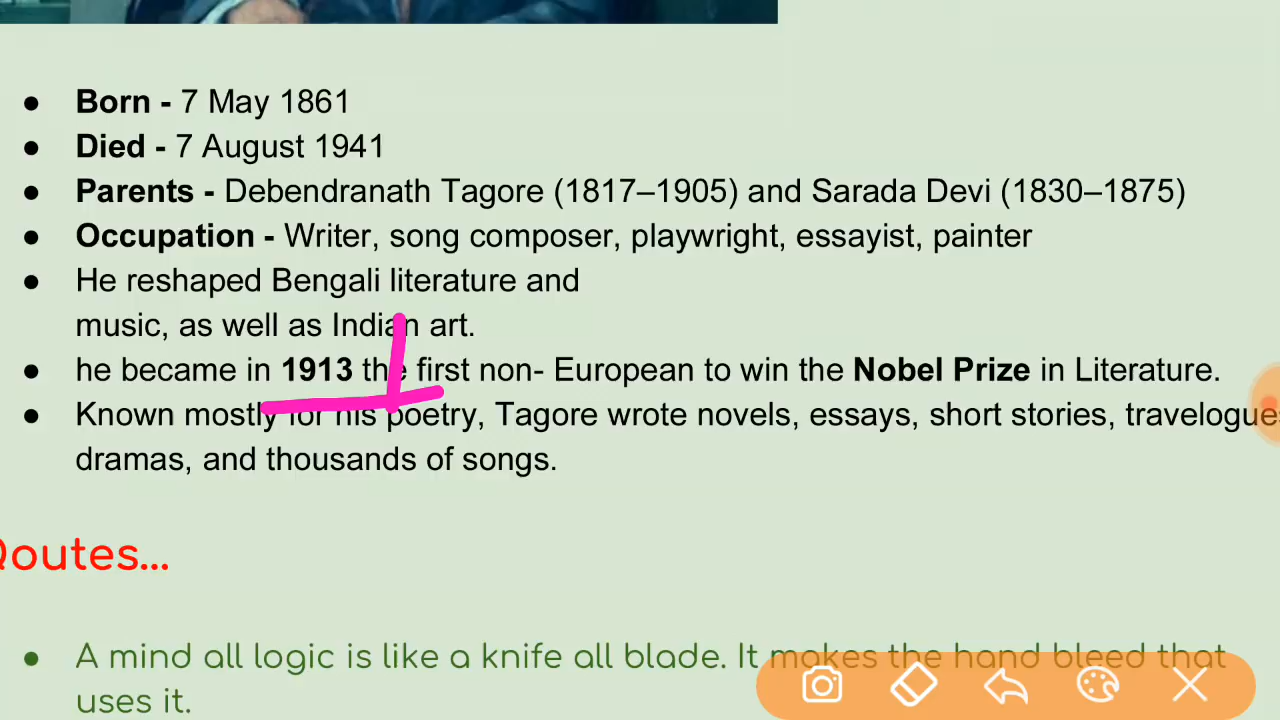 ● Born - 7 May 1861
● Died - 7 August 1941
● Parents - Debendranath Tagore (1817–1905) and Sarada Devi (1830–1875)
● Occupation - Writer, song composer, playwright, essayist, painter
● He reshaped Bengali literature and
music, as well as Indian art.
● he became in 1913 the first non- European to win the Nobel Prize in Literature.
● Known mostly for his poetry, Tagore wrote novels, essays, short stories, travelogues
dramas, and thousands of songs.
Qoutes...
● A mind all logic is like a knife all blade. It makes the hand bleed that
uses it.